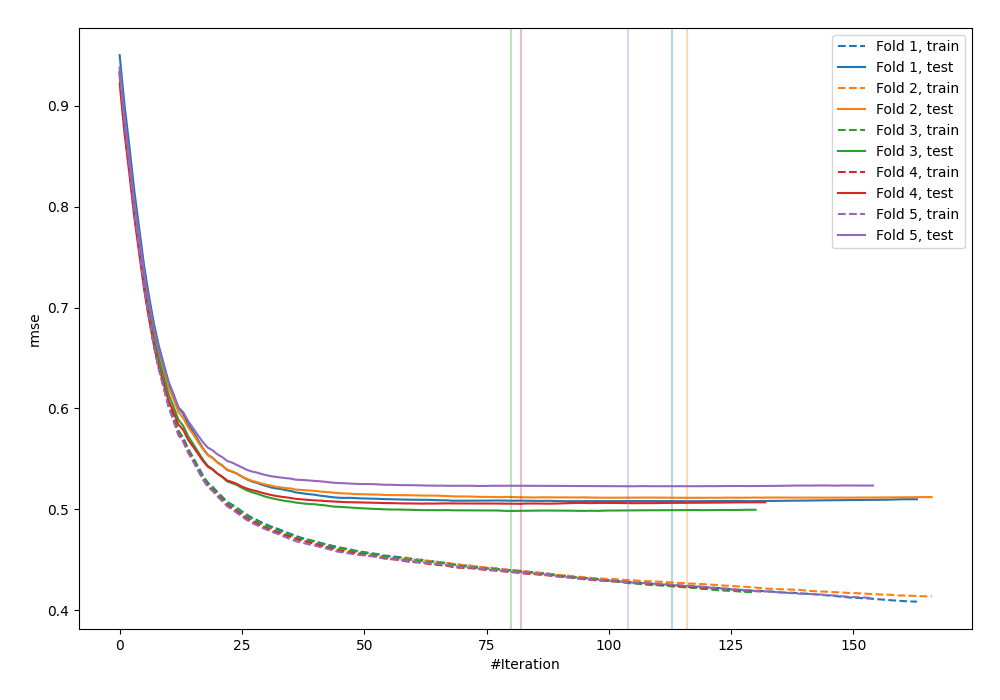 Fold 1, train
Fold 1, test
Fold 2, train
Fold 2, test
Fold 3, train
Fold 3, test
Fold 4, train
Fold 4, test
Fold 5, train
Fold 5, test
rmse
0.9
0.8
0.7
0.6
0.5
0.4
0 25 50 75 100 125 150
#Iteration